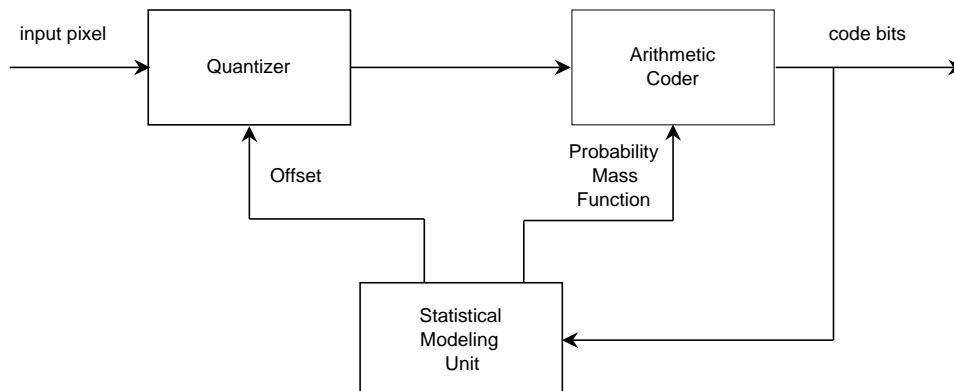 input pixel
Quantizer
Arithmetic
Coder
code bits
Offset
Probability
Mass
Function
Statistical
Modeling
Unit